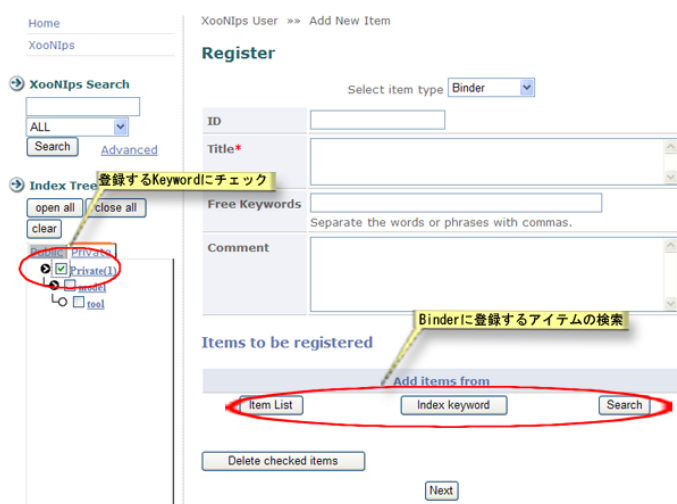 Home
XooNIps
XooNIps Search
ALL
Search Advanced
Index Tree
登録するKeywordにチェック
open all close all
clear
Public Private
Private(1)
model
tool
XooNIps User »» Add New Item
Register
Select item type Binder
ID
Title*
Free Keywords
Separate the words or phrases with commas.
Comment
Binderに登録するアイテムの検索
Items to be registered
Add items from
Item List Index keyword Search
Delete checked items
Next